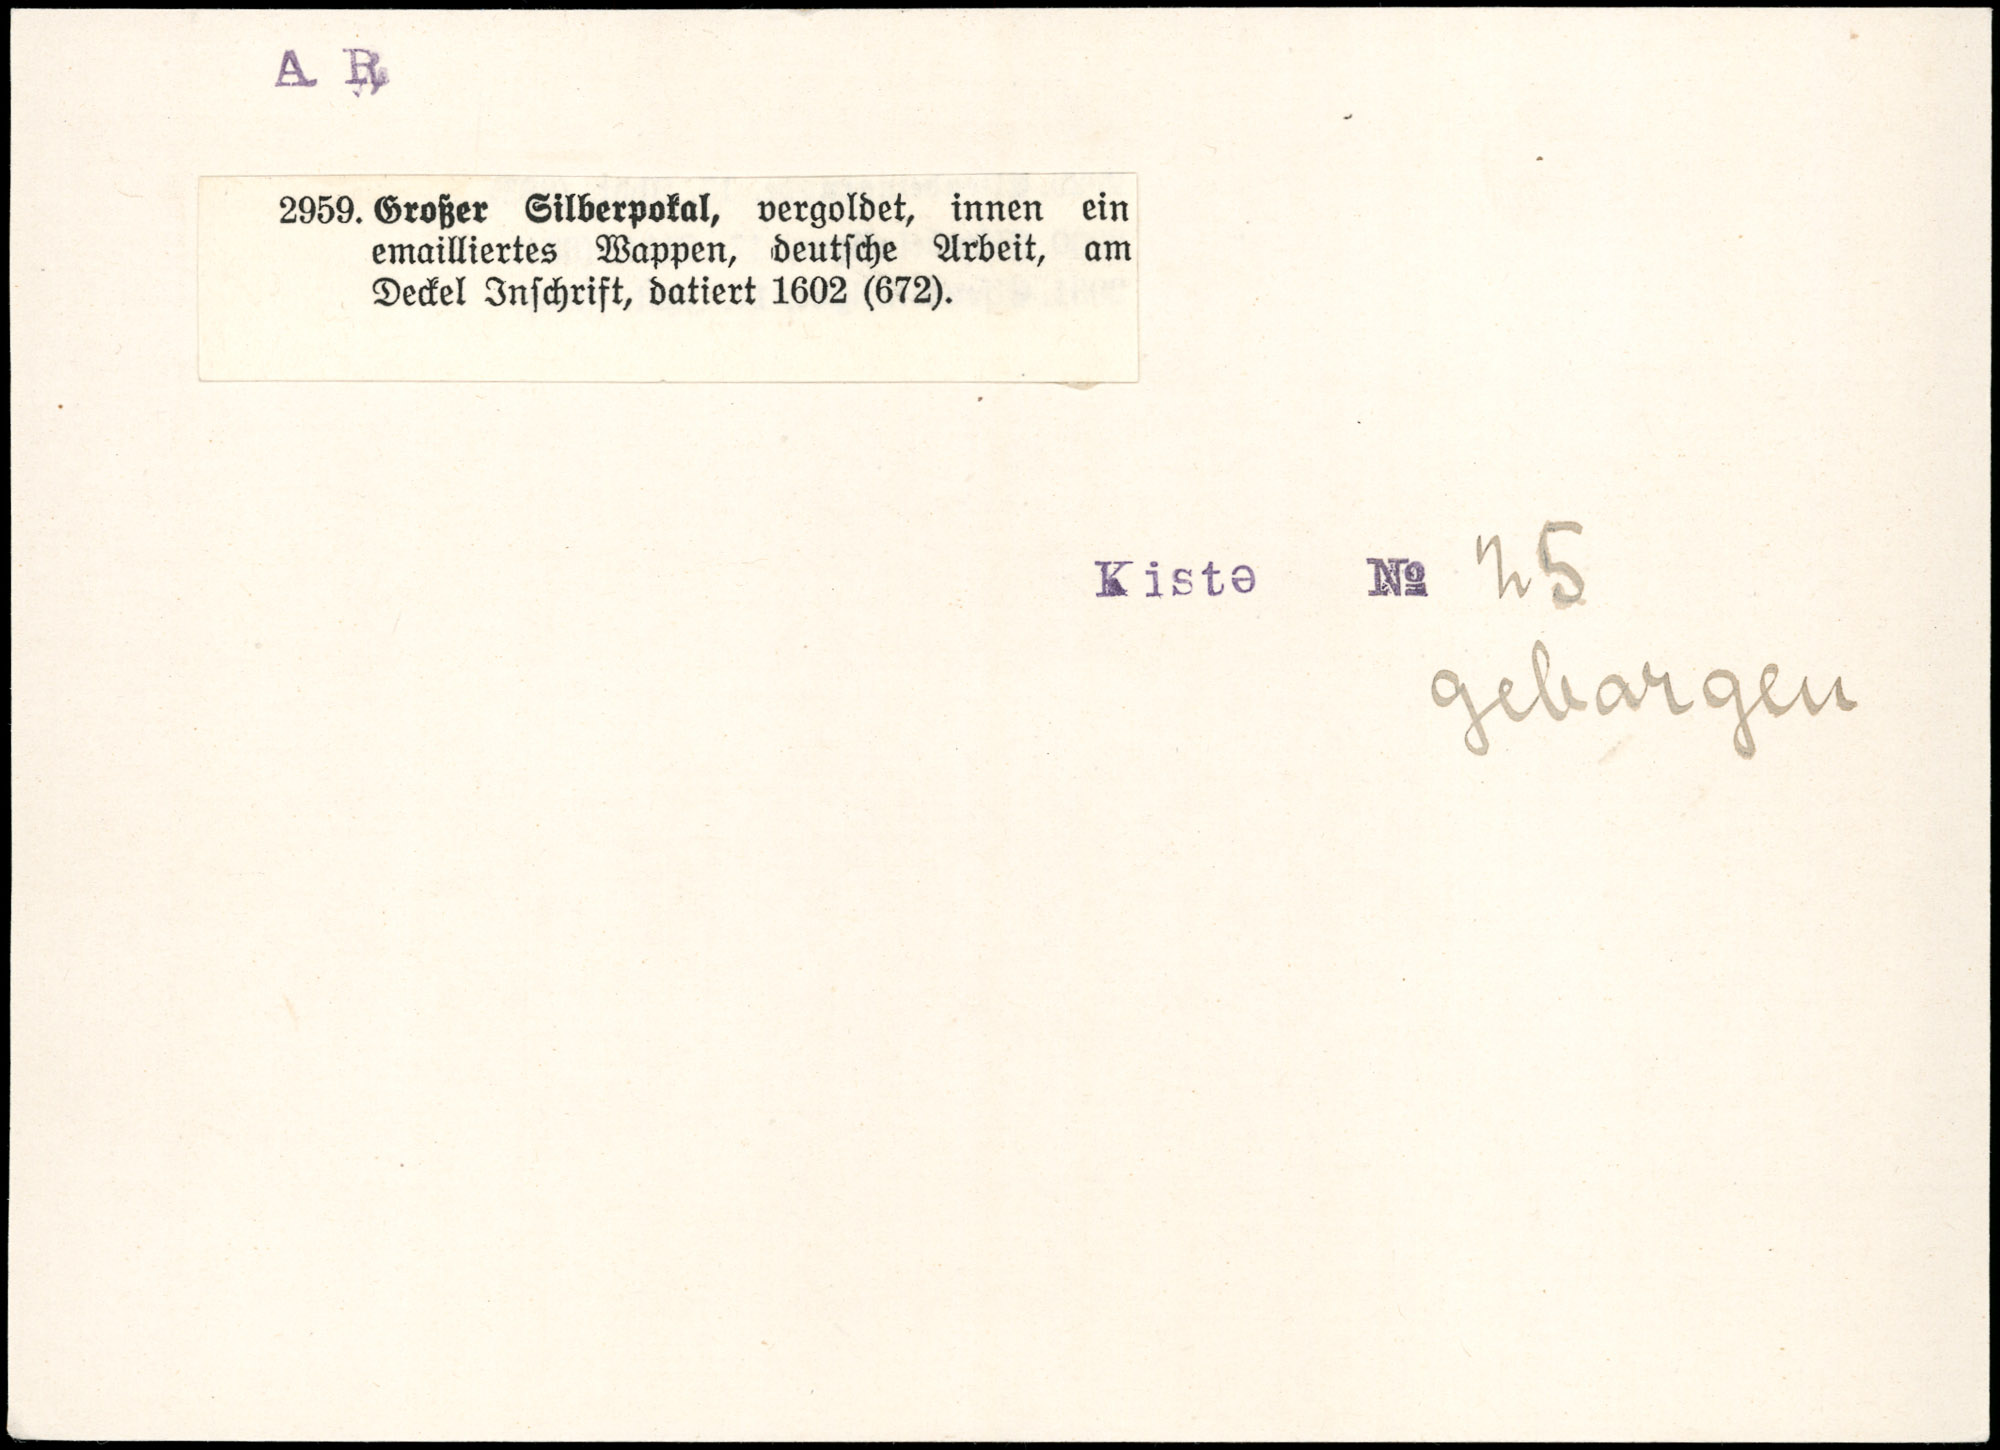 A R
2959. Großer Silberpokal, vergoldet, innen ein
emailliertes Wappen, deutsche Arbeit, am
Deckel Inschrift, datiert 1602 (672).
Kiste № 25
geborgen